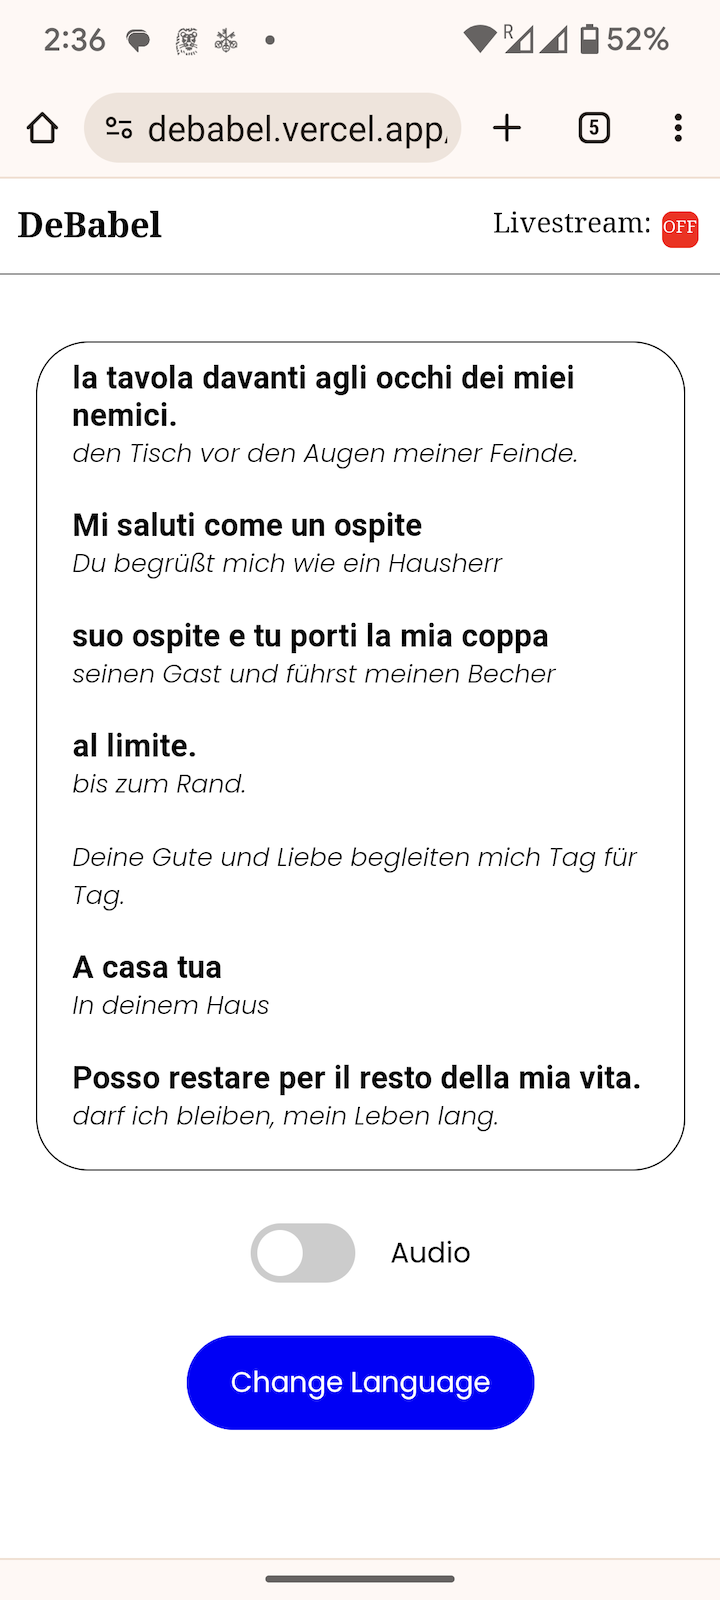 2:36
R
52%
debabel.vercel.app
5
DeBabel
Livestream: OFF
la tavola davanti agli occhi dei miei
nemici.
den Tisch vor den Augen meiner Feinde.
Mi saluti come un ospite
Du begrüßt mich wie ein Hausherr
suo ospite e tu porti la mia coppa
seinen Gast und führst meinen Becher
al limite.
bis zum Rand.
Deine Gute und Liebe begleiten mich Tag für
Tag.
A casa tua
In deinem Haus
Posso restare per il resto della mia vita.
darf ich bleiben, mein Leben lang.
Audio
Change Language